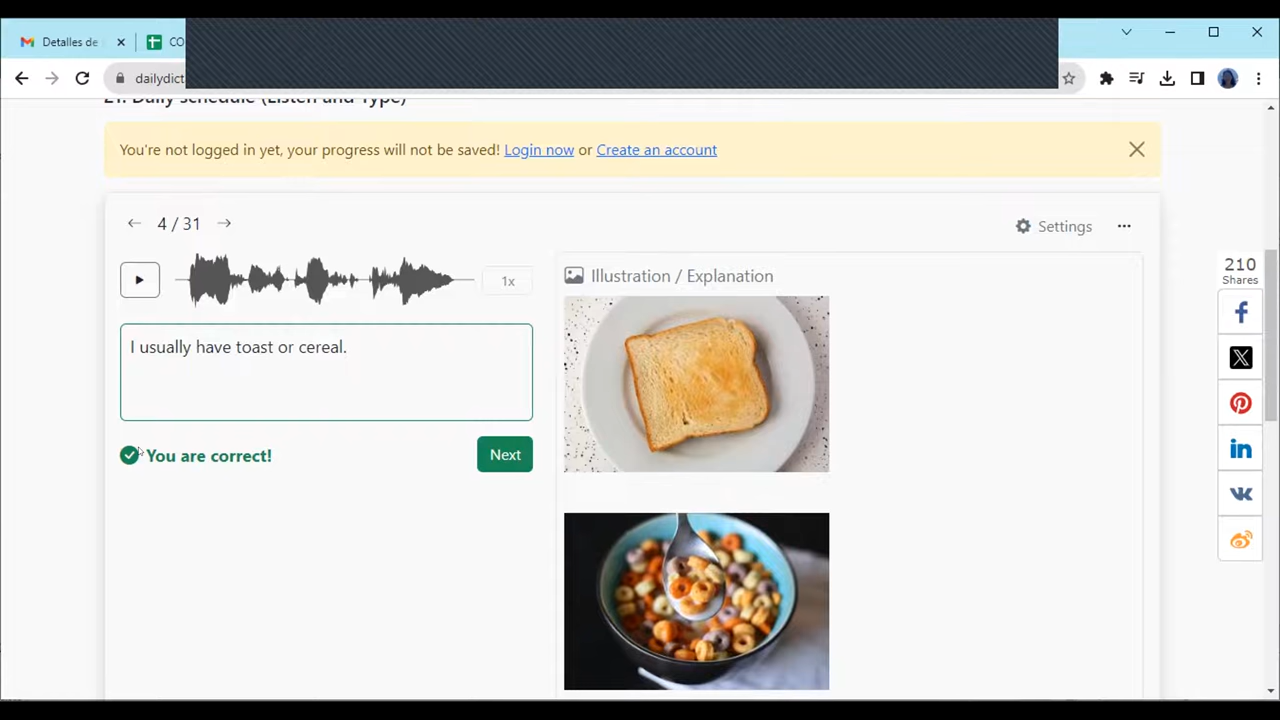 Detalles de
CO
dailydict
21. Daily schedule (Listen and Type)
You're not logged in yet, your progress will not be saved! Login now or Create an account
4 / 31
Settings
1x
Illustration / Explanation
I usually have toast or cereal.
You are correct!
Next
210
Shares